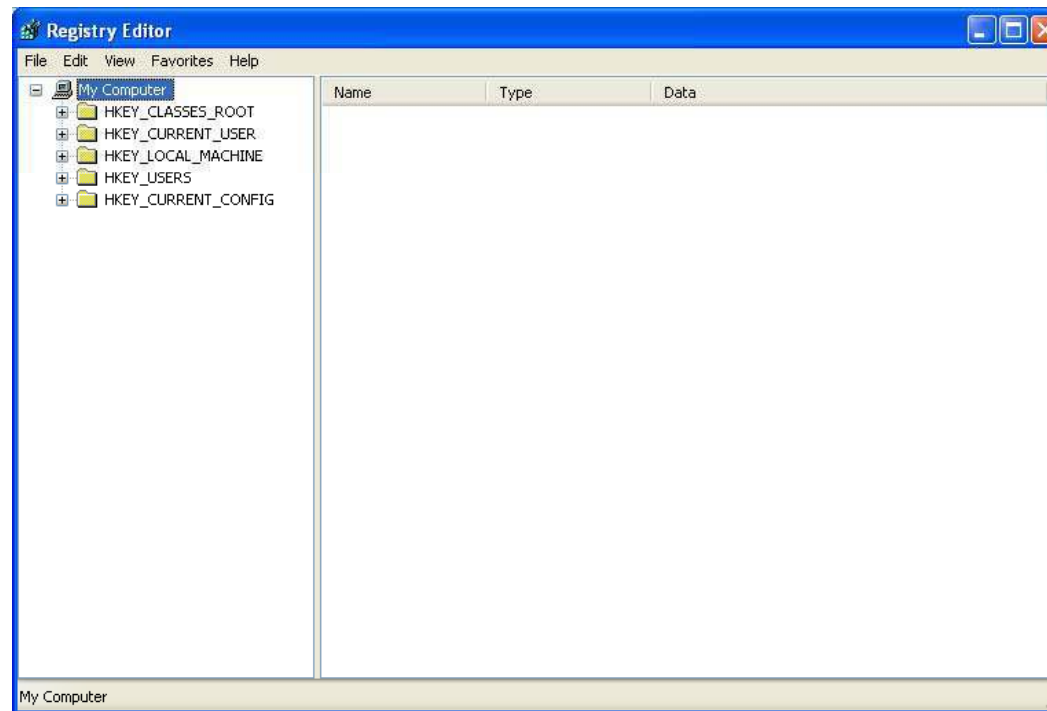 Registry Editor
File Edit View Favorites Help
My Computer
HKEY_CLASSES_ROOT
HKEY_CURRENT_USER
HKEY_LOCAL_MACHINE
HKEY_USERS
HKEY_CURRENT_CONFIG
Name Type Data
My Computer